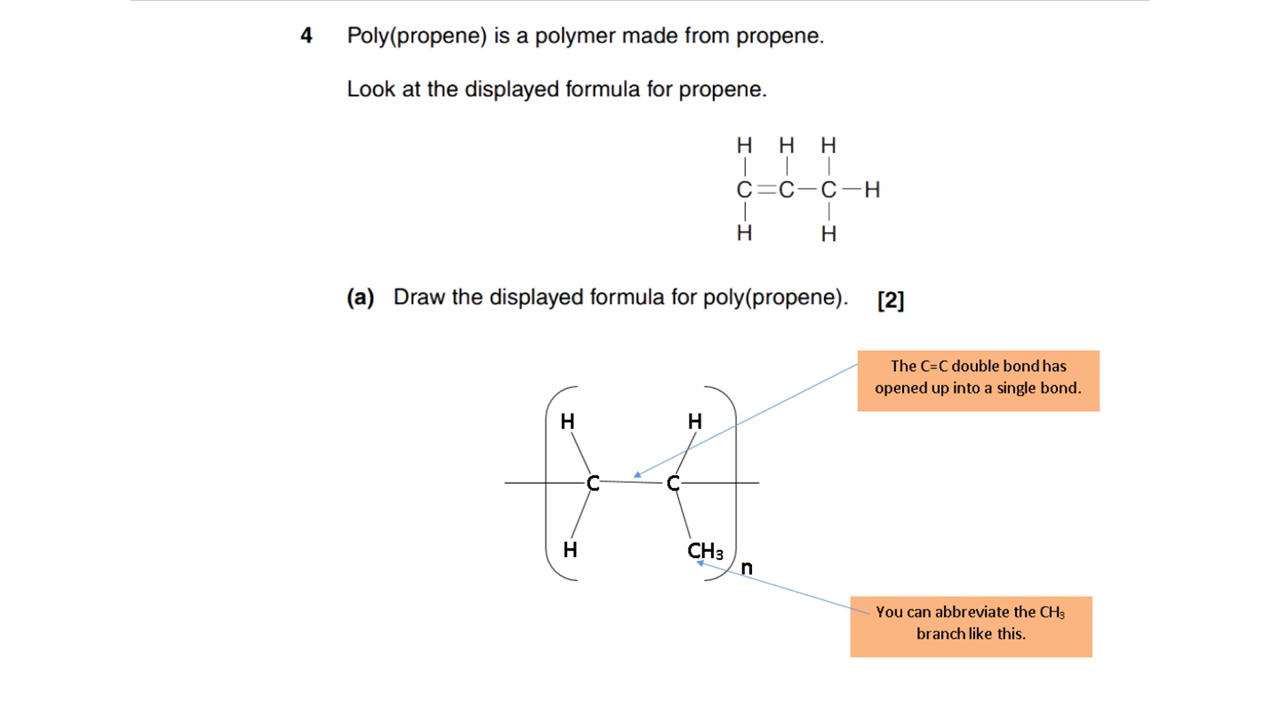 4 Poly(propene) is a polymer made from propene.
Look at the displayed formula for propene.
H H H
C=C-C-H
H H
(a) Draw the displayed formula for poly(propene). [2]
The C=C double bond has
opened up into a single bond.
H H
C C
H CH₃
n
You can abbreviate the CH₃
branch like this.